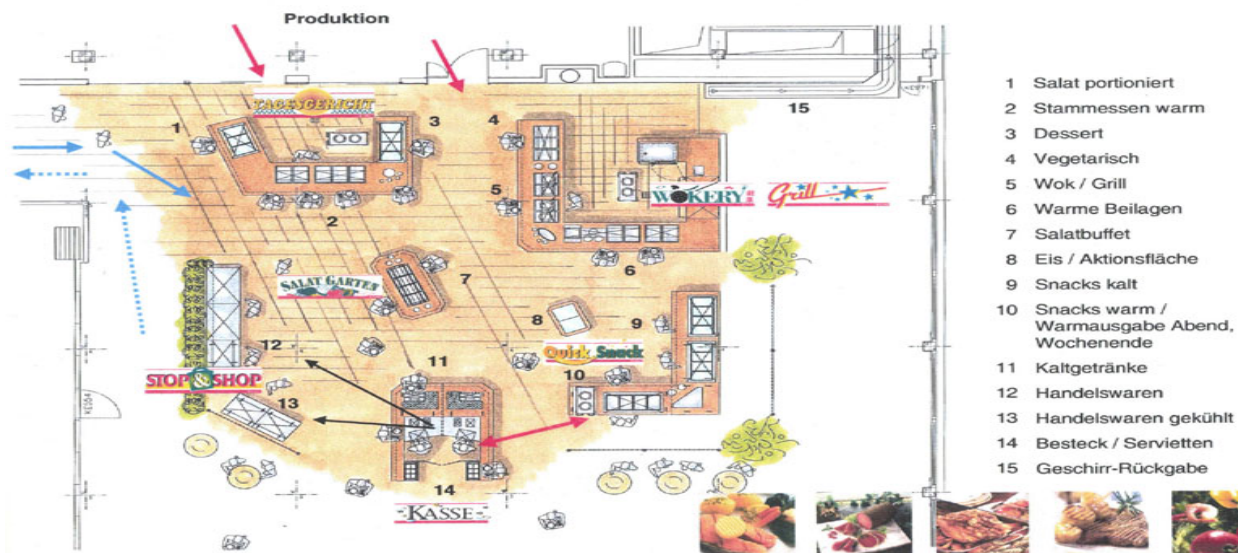 Produktion
TAGESGERICHT
15
1
3
4
2
5
WOKERY
Grill
6
SALAT GARTEN
7
8
9
Quick Snack
10
12
11
STOP & SHOP
13
14
KASSE
1 Salat portioniert
2 Stammessen warm
3 Dessert
4 Vegetarisch
5 Wok / Grill
6 Warme Beilagen
7 Salatbuffet
8 Eis / Aktionsfläche
9 Snacks kalt
10 Snacks warm /
Warmausgabe Abend,
Wochenende
11 Kaltgetränke
12 Handelswaren
13 Handelswaren gekühlt
14 Besteck / Servietten
15 Geschirr-Rückgabe